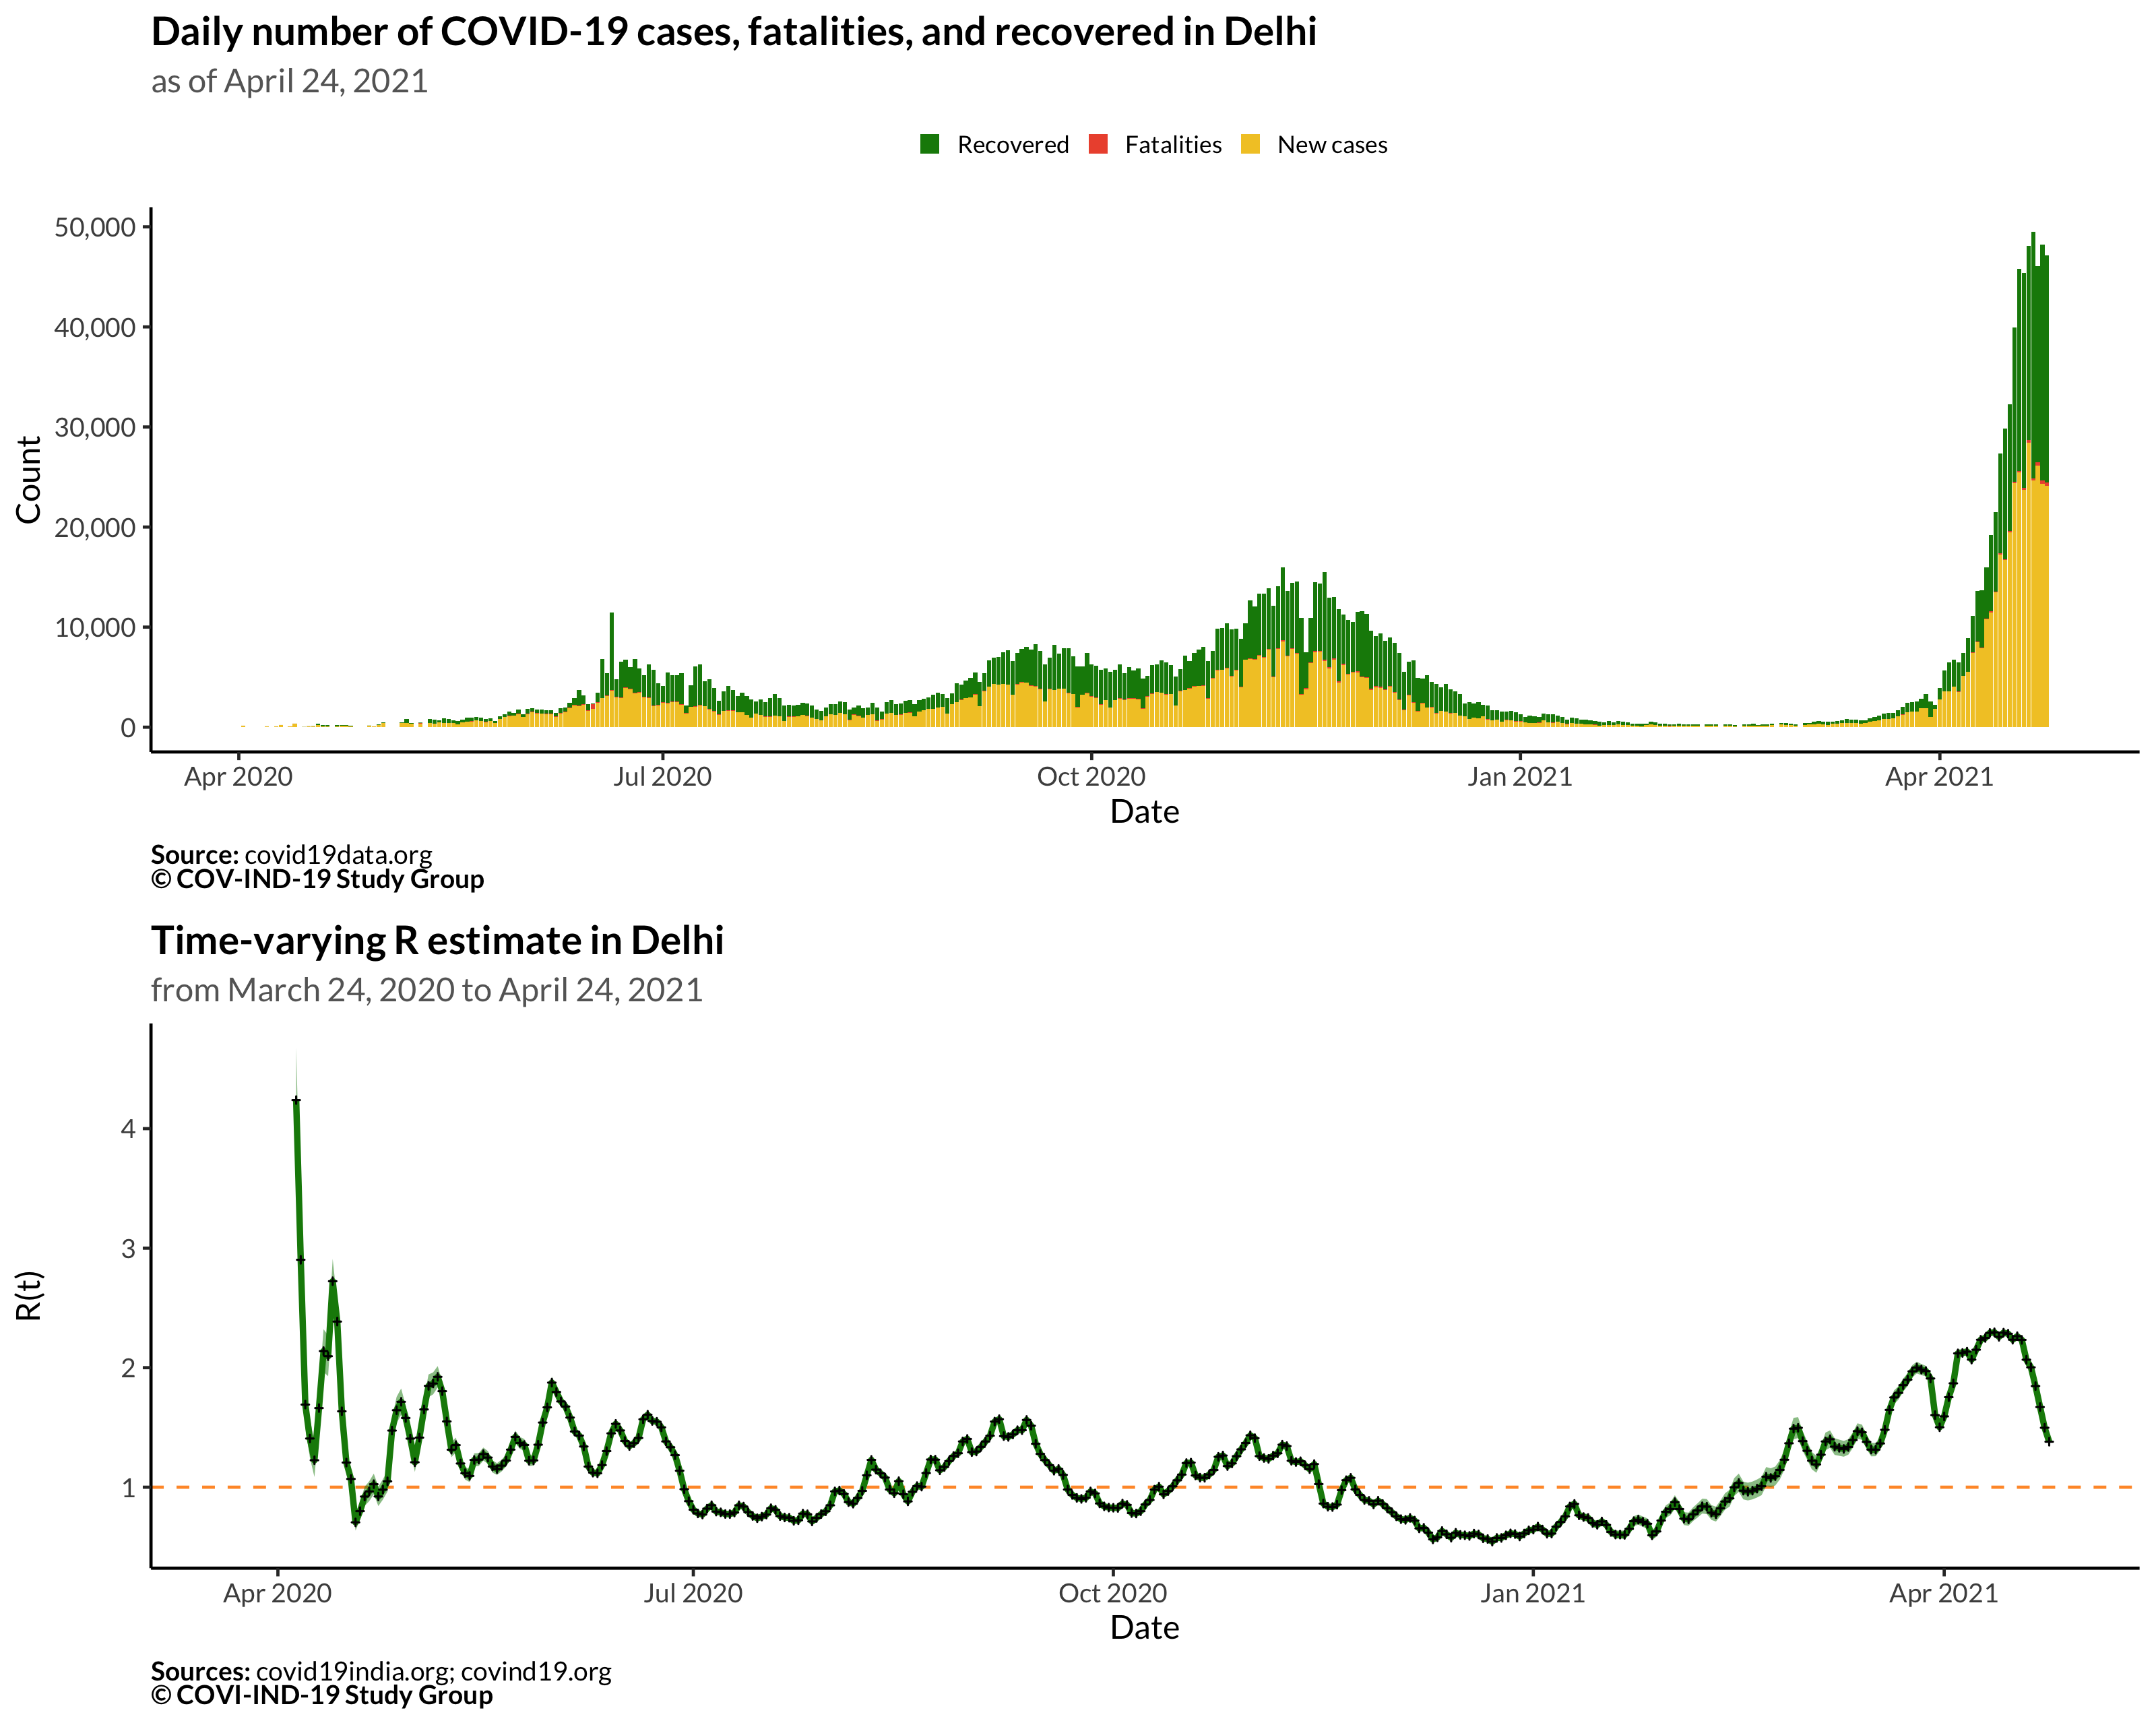 Daily number of COVID-19 cases, fatalities, and recovered in Delhi
as of April 24, 2021
Recovered Fatalities New cases
Count
50,000
40,000
30,000
20,000
10,000
0
Apr 2020 Jul 2020 Oct 2020 Jan 2021 Apr 2021
Date
Source: covid19data.org
© COV-IND-19 Study Group
Time-varying R estimate in Delhi
from March 24, 2020 to April 24, 2021
R(t)
4
3
2
1
Apr 2020 Jul 2020 Oct 2020 Jan 2021 Apr 2021
Date
Sources: covid19india.org; covind19.org
© COVI-IND-19 Study Group